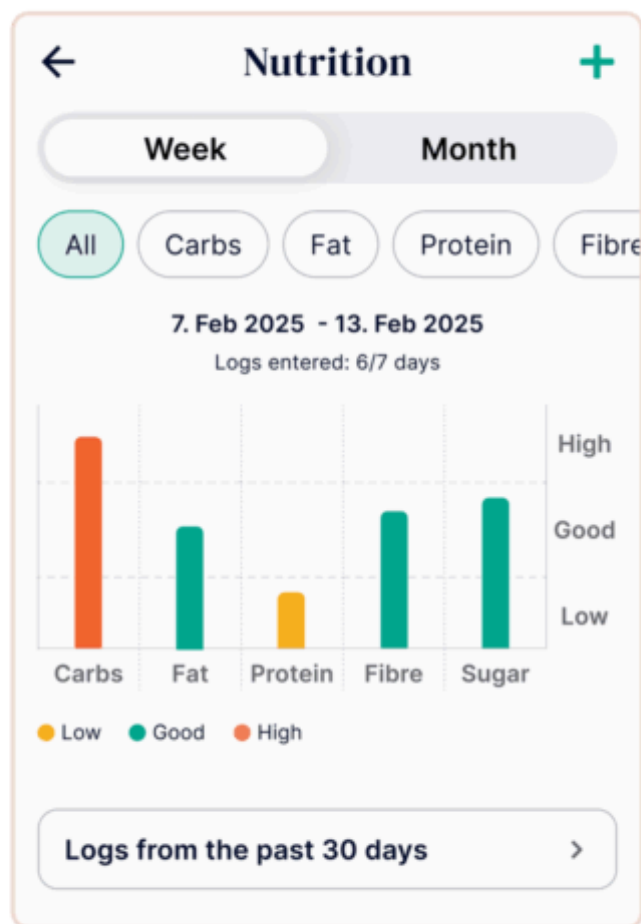 Nutrition
Week Month
All Carbs Fat Protein Fibre
7. Feb 2025 - 13. Feb 2025
Logs entered: 6/7 days
High
Good
Low
Carbs Fat Protein Fibre Sugar
Low Good High
Logs from the past 30 days